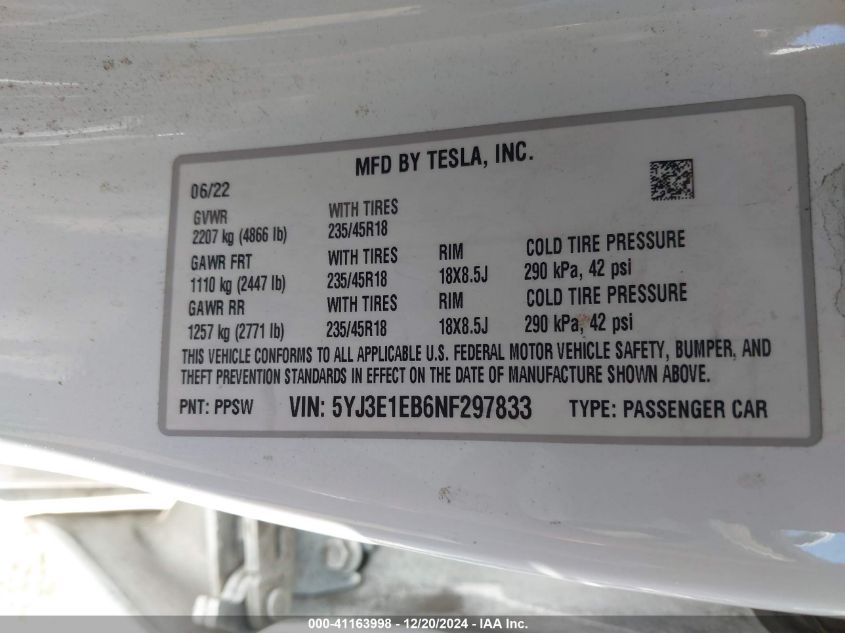 MFD BY TESLA, INC.
06/22
GVWR WITH TIRES
2207 kg (4866 lb) 235/45R18
GAWR FRT WITH TIRES RIM COLD TIRE PRESSURE
1110 kg (2447 lb) 235/45R18 18X8.5J 290 kPa, 42 psi
GAWR RR WITH TIRES RIM COLD TIRE PRESSURE
1257 kg (2771 lb) 235/45R18 18X8.5J 290 kPa, 42 psi
THIS VEHICLE CONFORMS TO ALL APPLICABLE U.S. FEDERAL MOTOR VEHICLE SAFETY, BUMPER, AND
THEFT PREVENTION STANDARDS IN EFFECT ON THE DATE OF MANUFACTURE SHOWN ABOVE.
PNT: PPSW VIN: 5YJ3E1EB6NF297833 TYPE: PASSENGER CAR
000-41163998 - 12/20/2024 - IAA Inc.